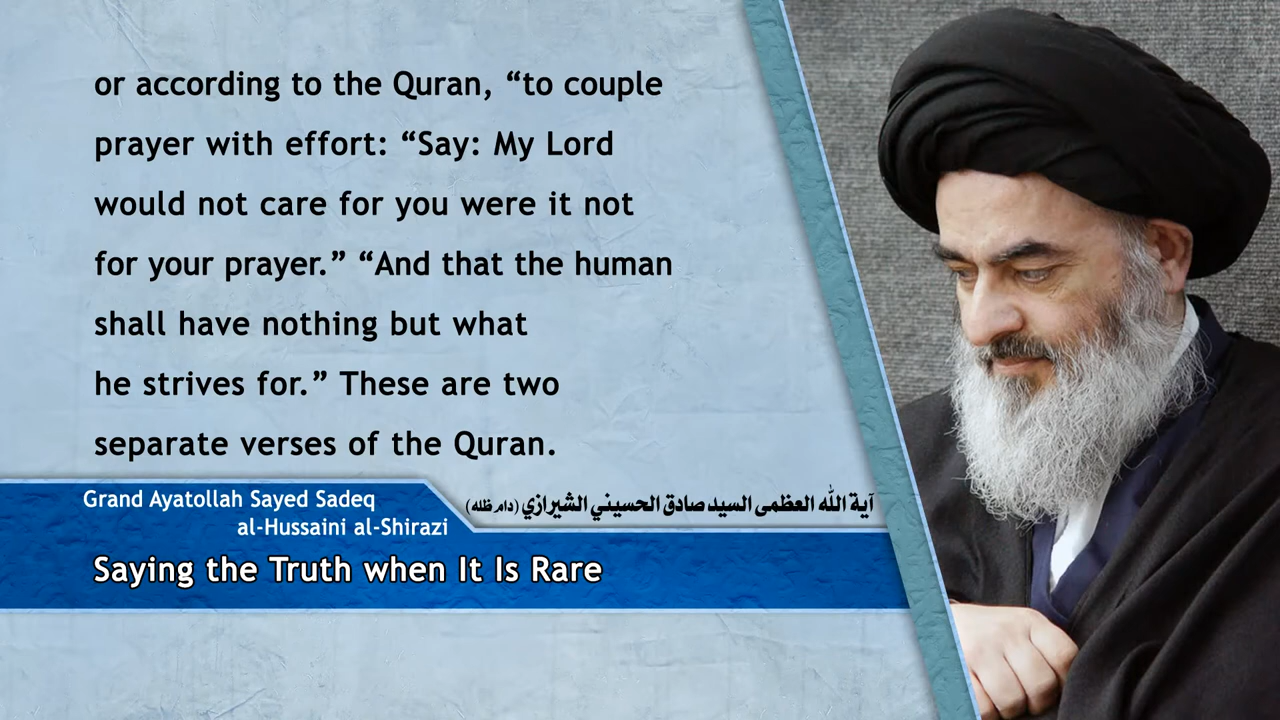 or according to the Quran, “to couple
prayer with effort: “Say: My Lord
would not care for you were it not
for your prayer.” “And that the human
shall have nothing but what
he strives for.” These are two
separate verses of the Quran.
Grand Ayatollah Sayed Sadeq
al-Hussaini al-Shirazi
آية الله العظمى السيد صادق الحسيني الشيرازي (دام ظله)
Saying the Truth when It Is Rare